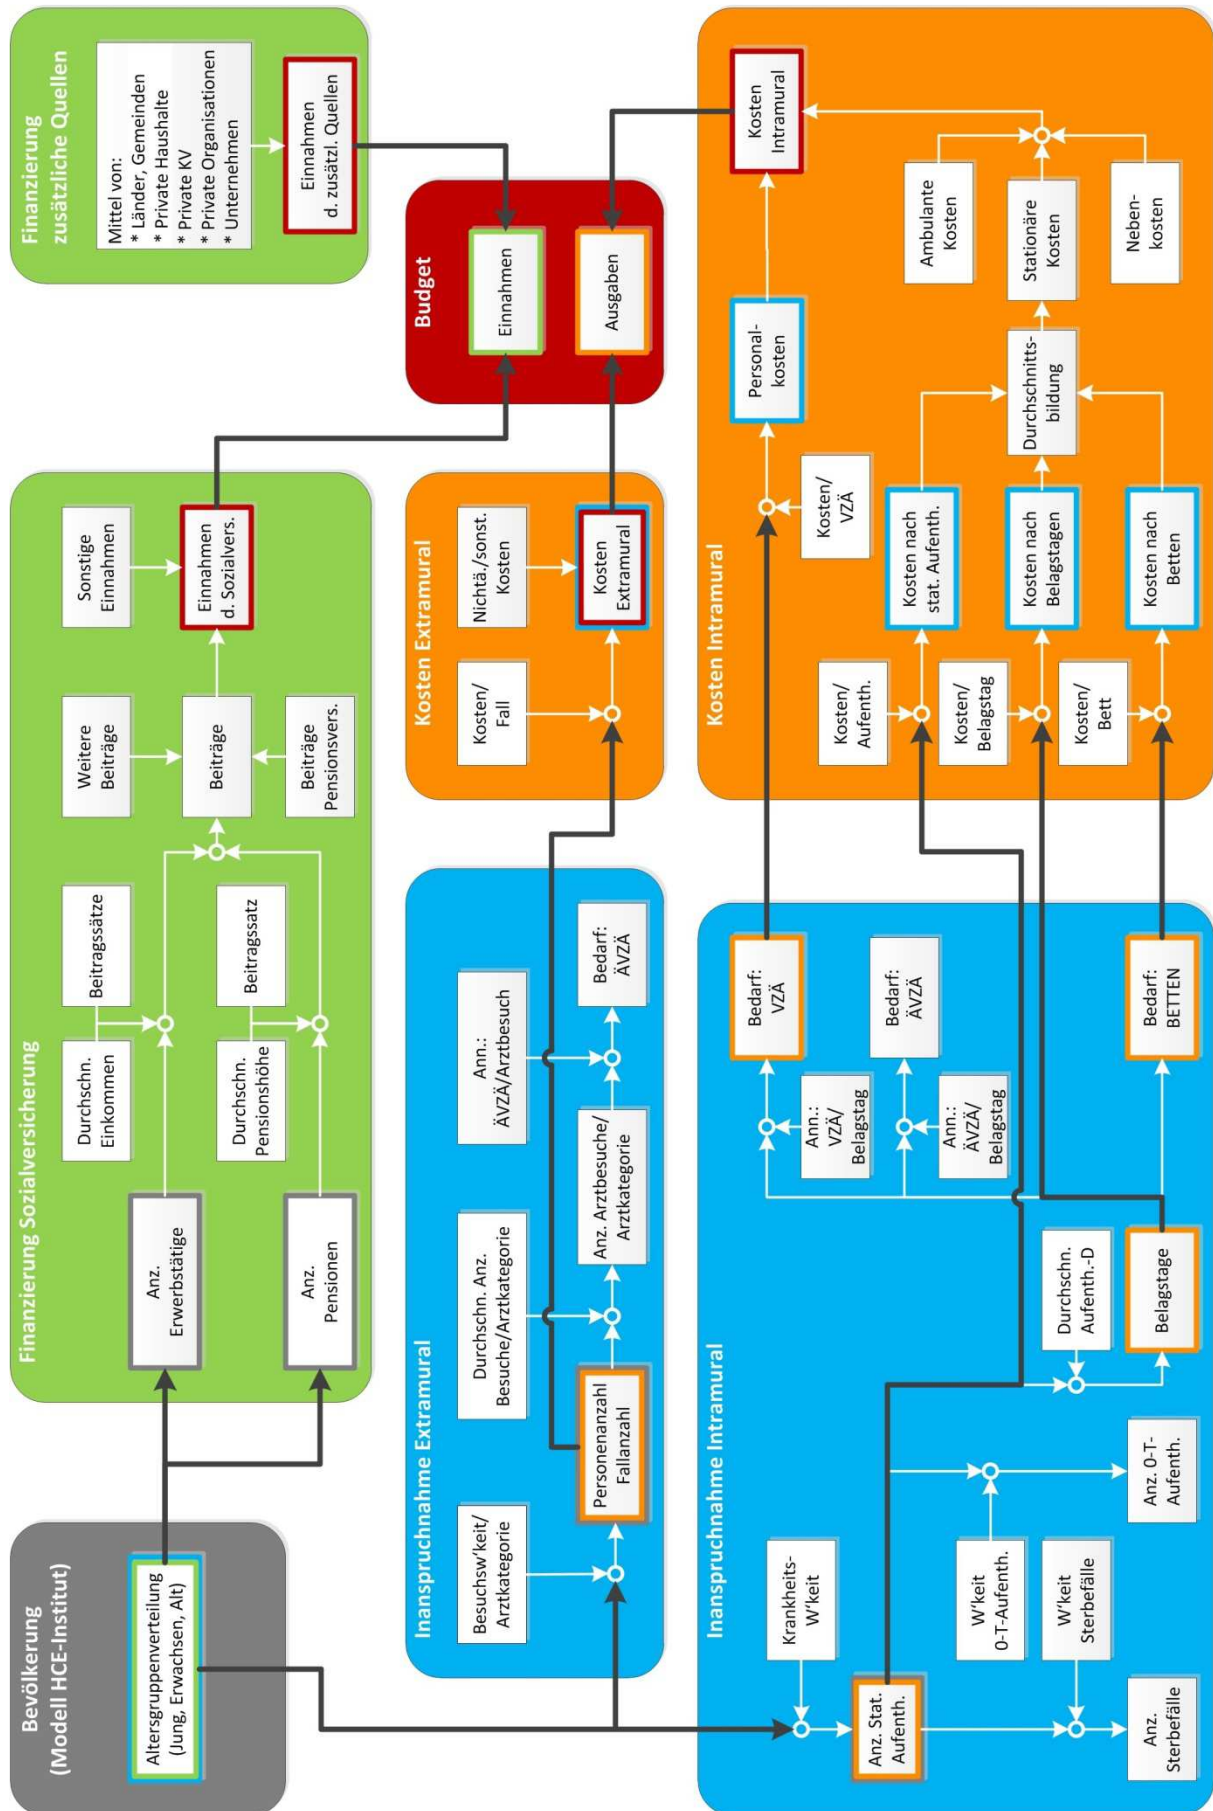 Bevölkerung
(Modell HCE-Institut)
Altersgruppenverteilung
(Jung, Erwachsen, Alt)
Finanzierung Sozialversicherung
Anz.
Erwerbstätige
Durchschn.
Einkommen
Beitragssätze
Anz.
Pensionen
Durchschn.
Pensionshöhe
Beitragssatz
Weitere
Beiträge
Beiträge
Beiträge
Pensionsvers.
Sonstige
Einnahmen
Einnahmen
d. Sozialvers.
Finanzierung
zusätzliche Quellen
Mittel von:
* Länder, Gemeinden
* Private Haushalte
* Private KV
* Private Organisationen
* Unternehmen
Einnahmen
d. zusätzl. Quellen
Inanspruchnahme Extramural
Besuchsw'keit/
Arztkategorie
Personenanzahl
Fallanzahl
Durchschn. Anz.
Besuche/Arztkategorie
Anz. Arztbesuche/
Arztkategorie
Ann.:
ÄVZÄ/Arztbesuch
Bedarf:
ÄVZÄ
Kosten Extramural
Kosten/
Fall
Nichtä./sonst.
Kosten
Kosten
Extramural
Budget
Einnahmen
Ausgaben
Inanspruchnahme Intramural
Krankheits-
W'keit
Anz. Stat.
Aufenth.
W'keit
0-T-Aufenth.
W'keit
Sterbefälle
Anz.
Sterbefälle
Anz. 0-T-
Aufenth.
Durchschn.
Aufenth.-D
Belagstage
Ann.:
VZÄ/
Belagstag
Bedarf:
VZÄ
Ann.:
ÄVZÄ/
Belagstag
Bedarf:
ÄVZÄ
Bedarf:
BETTEN
Kosten Intramural
Kosten/
VZÄ
Personal-
kosten
Kosten
Intramural
Kosten/
Aufenth.
Kosten nach
stat. Aufenth.
Kosten/
Belagstag
Kosten nach
Belagstagen
Kosten/
Bett
Kosten nach
Betten
Durchschnitts-
bildung
Ambulante
Kosten
Stationäre
Kosten
Neben-
kosten